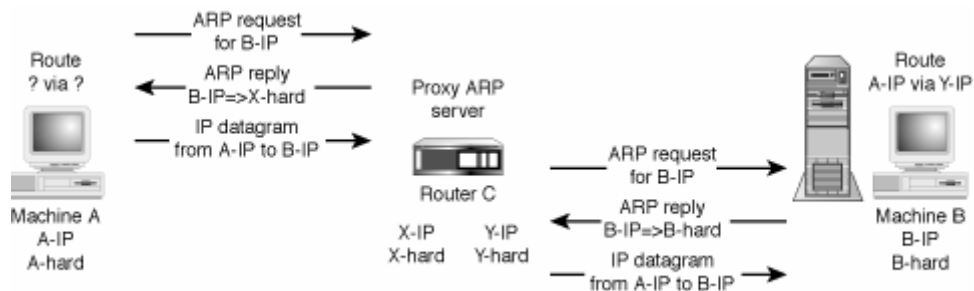 ARP request
for B-IP
Route
? via ?
ARP reply
B-IP=>X-hard
IP datagram
from A-IP to B-IP
Machine A
A-IP
A-hard
Proxy ARP
server
Router C
X-IP Y-IP
X-hard Y-hard
ARP request
for B-IP
ARP reply
B-IP=>B-hard
IP datagram
from A-IP to B-IP
Route
A-IP via Y-IP
Machine B
B-IP
B-hard